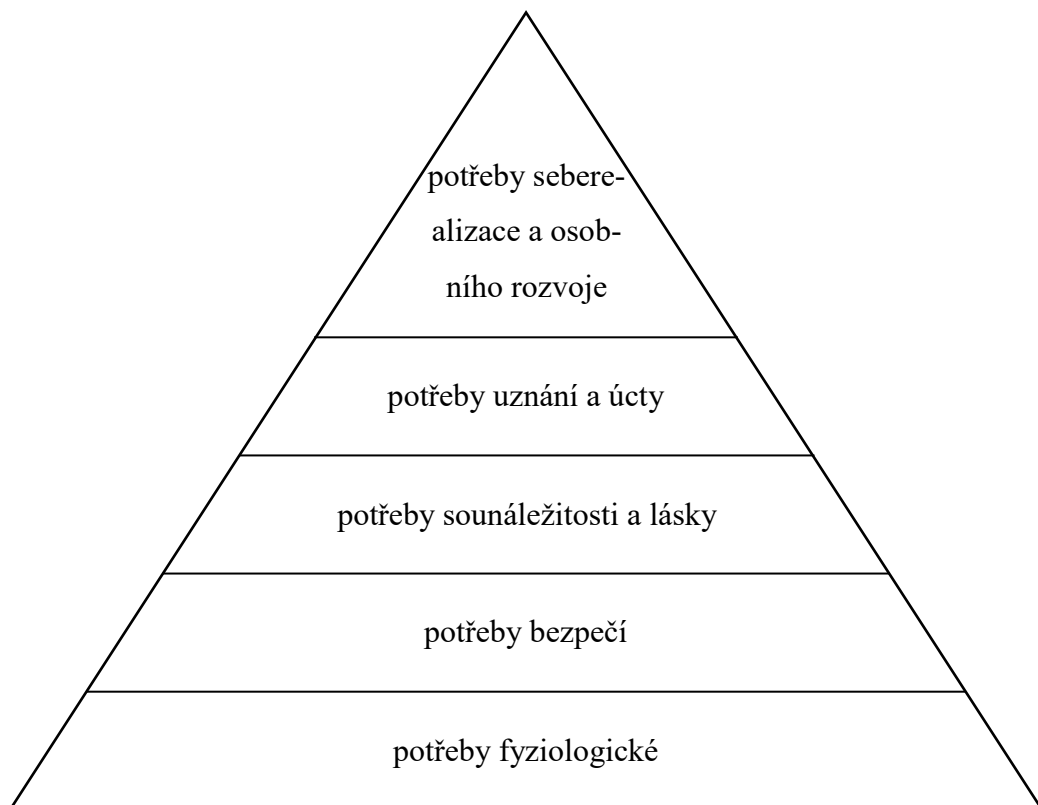 potřeby sebere-
alizace a osob-
ního rozvoje
potřeby uznání a úcty
potřeby sounáležitosti a lásky
potřeby bezpečí
potřeby fyziologické